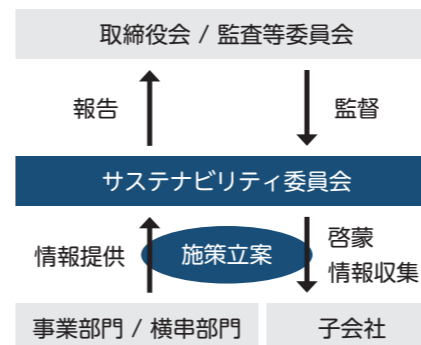 取締役会 / 監査等委員会
報告
監督
サステナビリティ委員会
情報提供
施策立案
啓蒙
情報収集
事業部門 / 横串部門
子会社